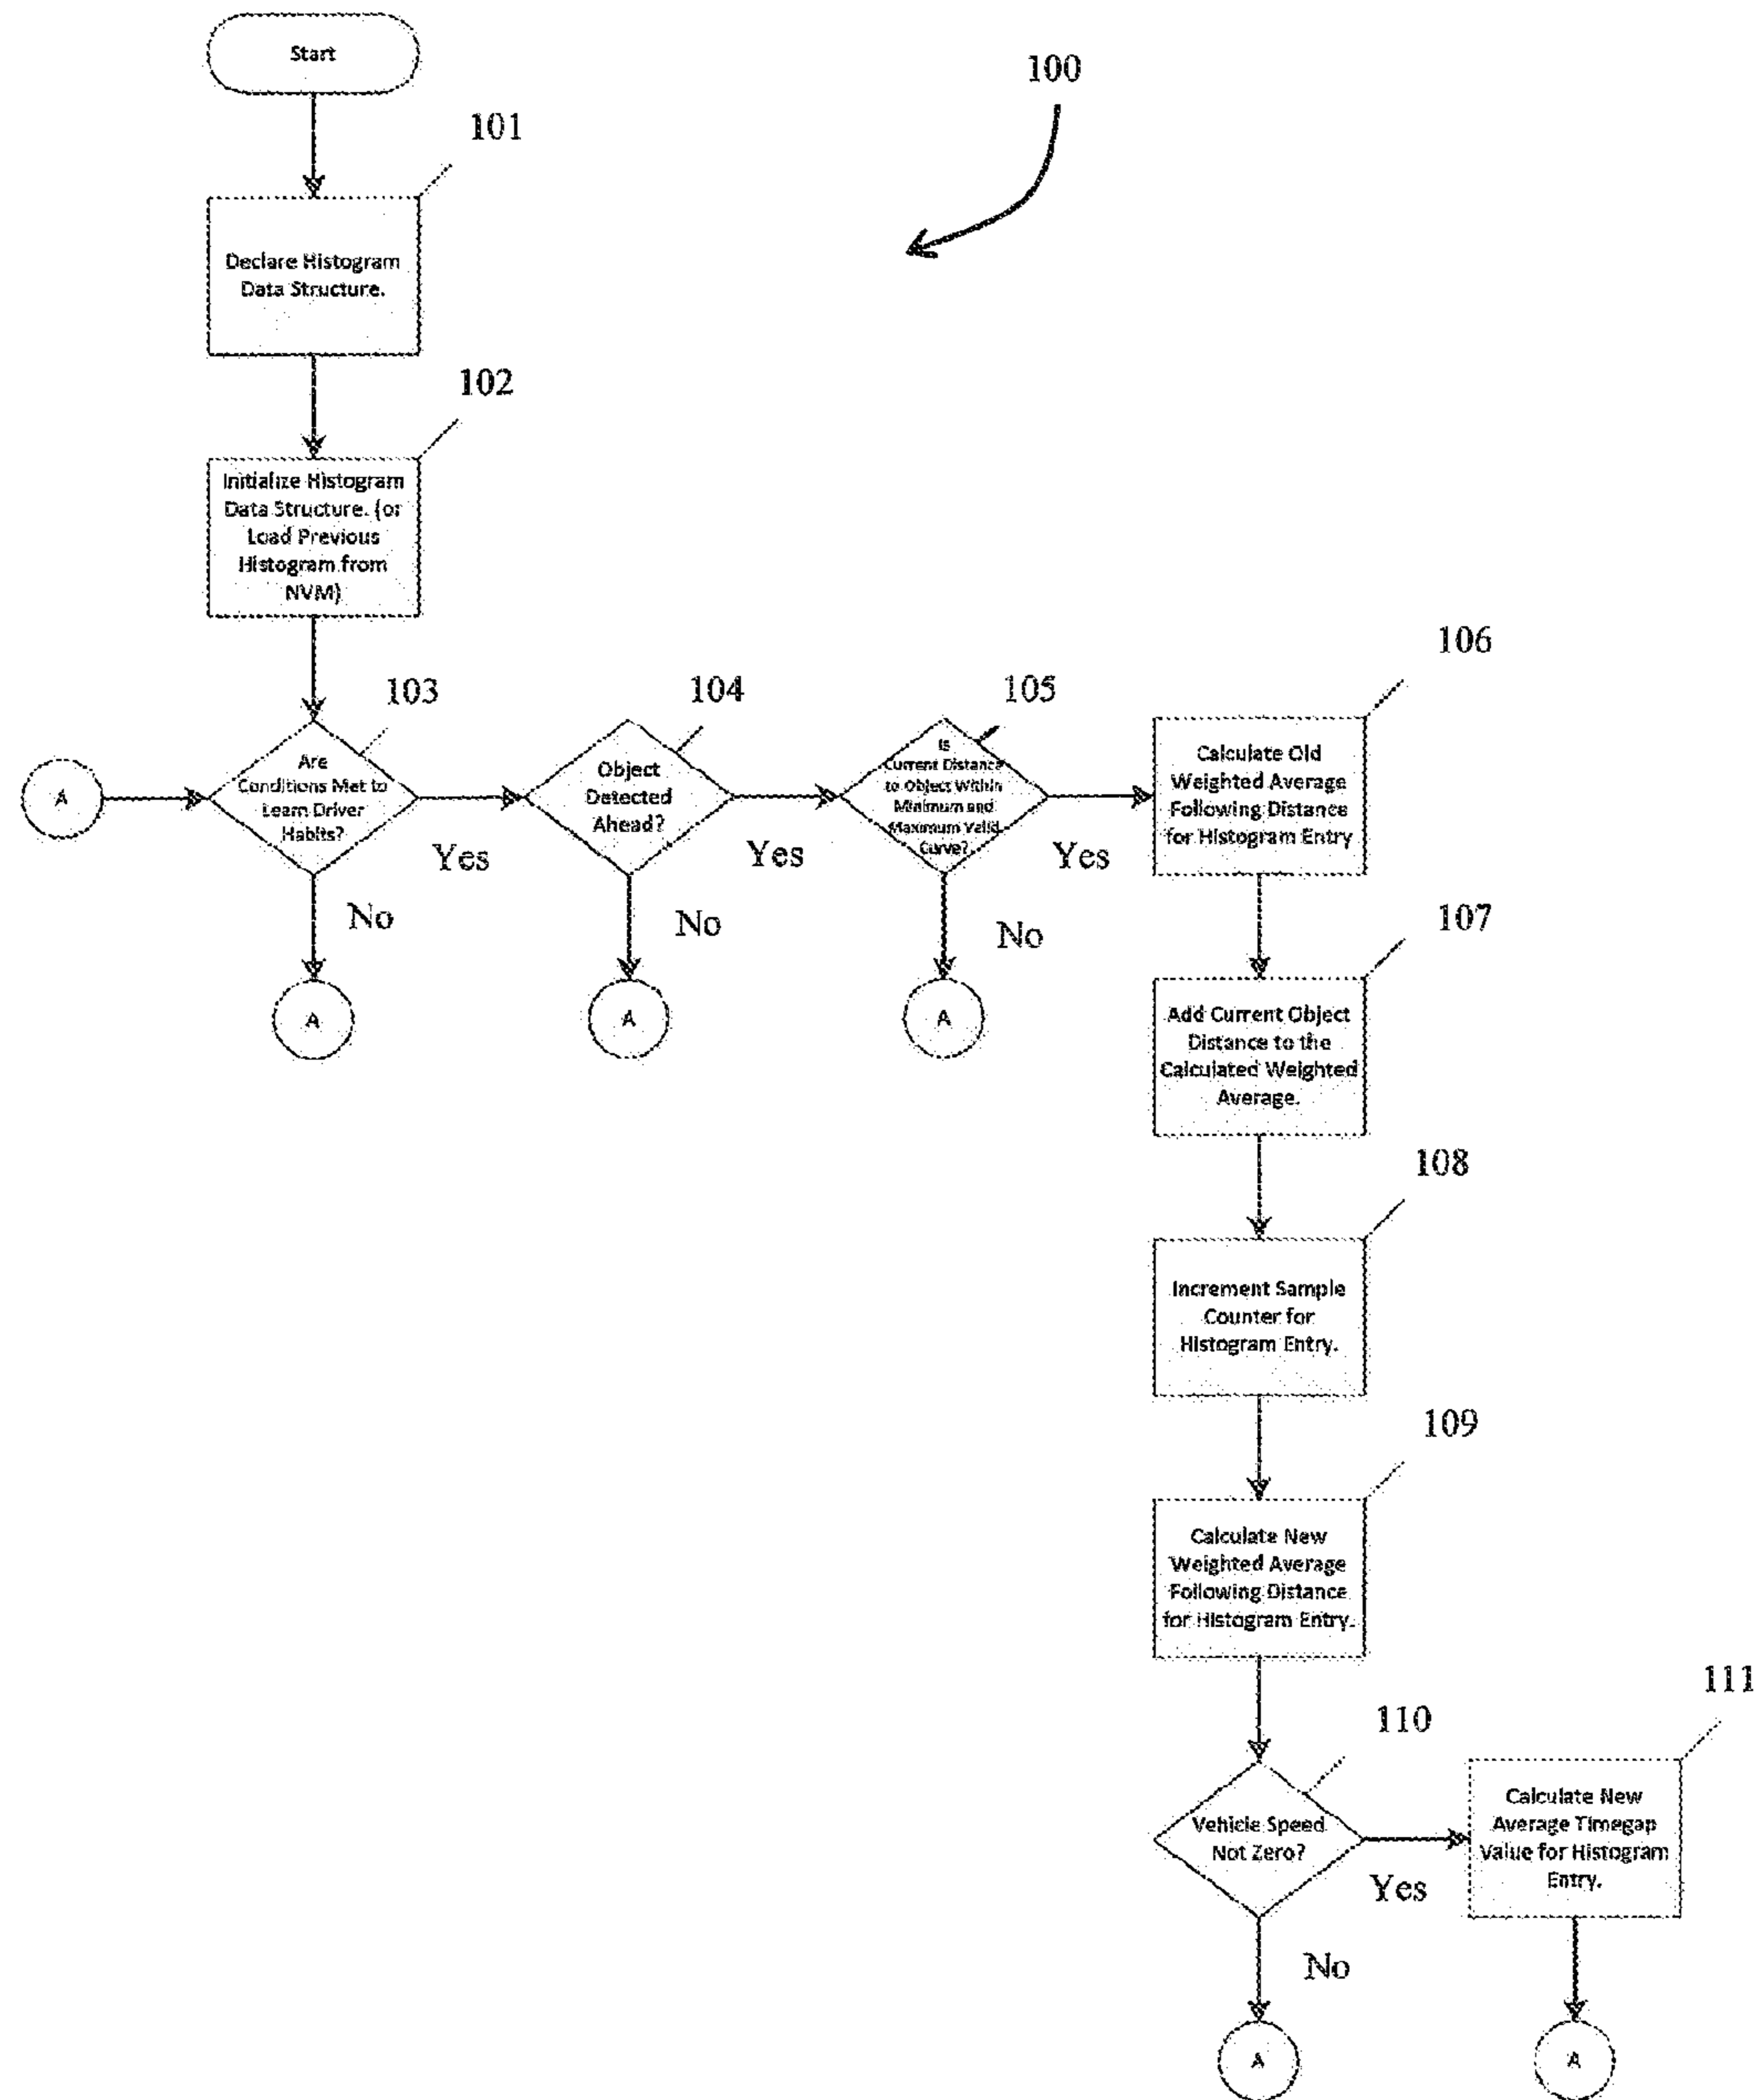 Start
100
101
Declare Histogram
Data Structure.
102
Initialize Histogram
Data Structure. (or
Load Previous
Histogram from
NVM)
103
104
105
106
A
Are
Conditions Met to
Learn Driver
Habits?
Yes
No
A
Object
Detected
Ahead?
Yes
No
A
Is
Current Distance
to Object Within
Minimum and
Maximum Valid
Curve?
Yes
No
A
Calculate Old
Weighted Average
Following Distance
for Histogram Entry
107
Add Current Object
Distance to the
Calculated Weighted
Average.
108
Increment Sample
Counter for
Histogram Entry.
109
Calculate New
Weighted Average
Following Distance
for Histogram Entry.
110
Vehicle Speed
Not Zero?
Yes
No
A
111
Calculate New
Average Timegap
Value for Histogram
Entry.
A